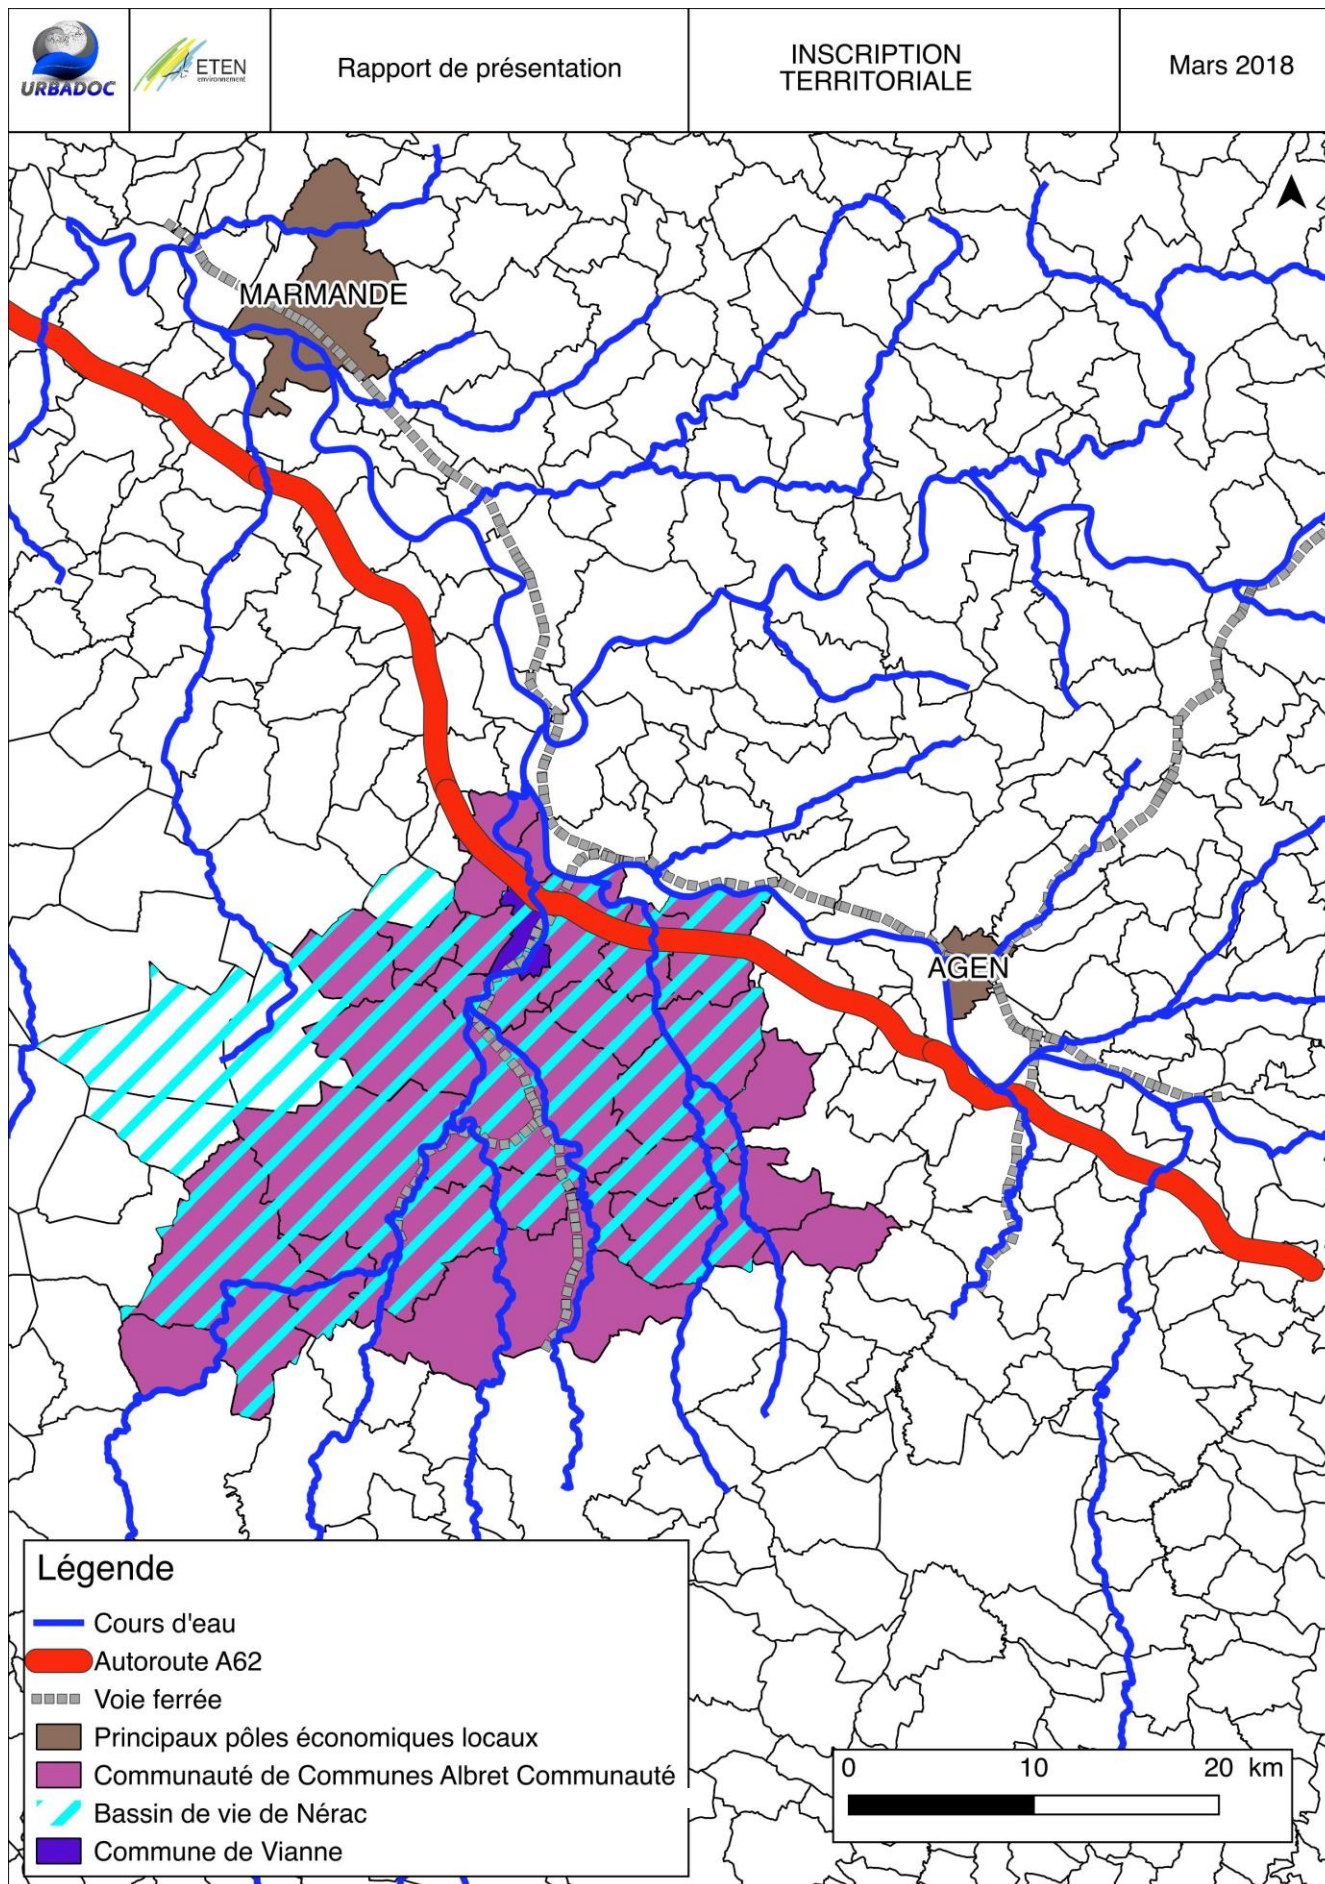 URBADOC
ETEN
environnement
Rapport de présentation
INSCRIPTION
TERRITORIALE
Mars 2018
MARMANDE
AGEN
Légende
Cours d'eau
Autoroute A62
Voie ferrée
Principaux pôles économiques locaux
Communauté de Communes Albret Communauté
Bassin de vie de Nérac
Commune de Vianne
0 10 20 km